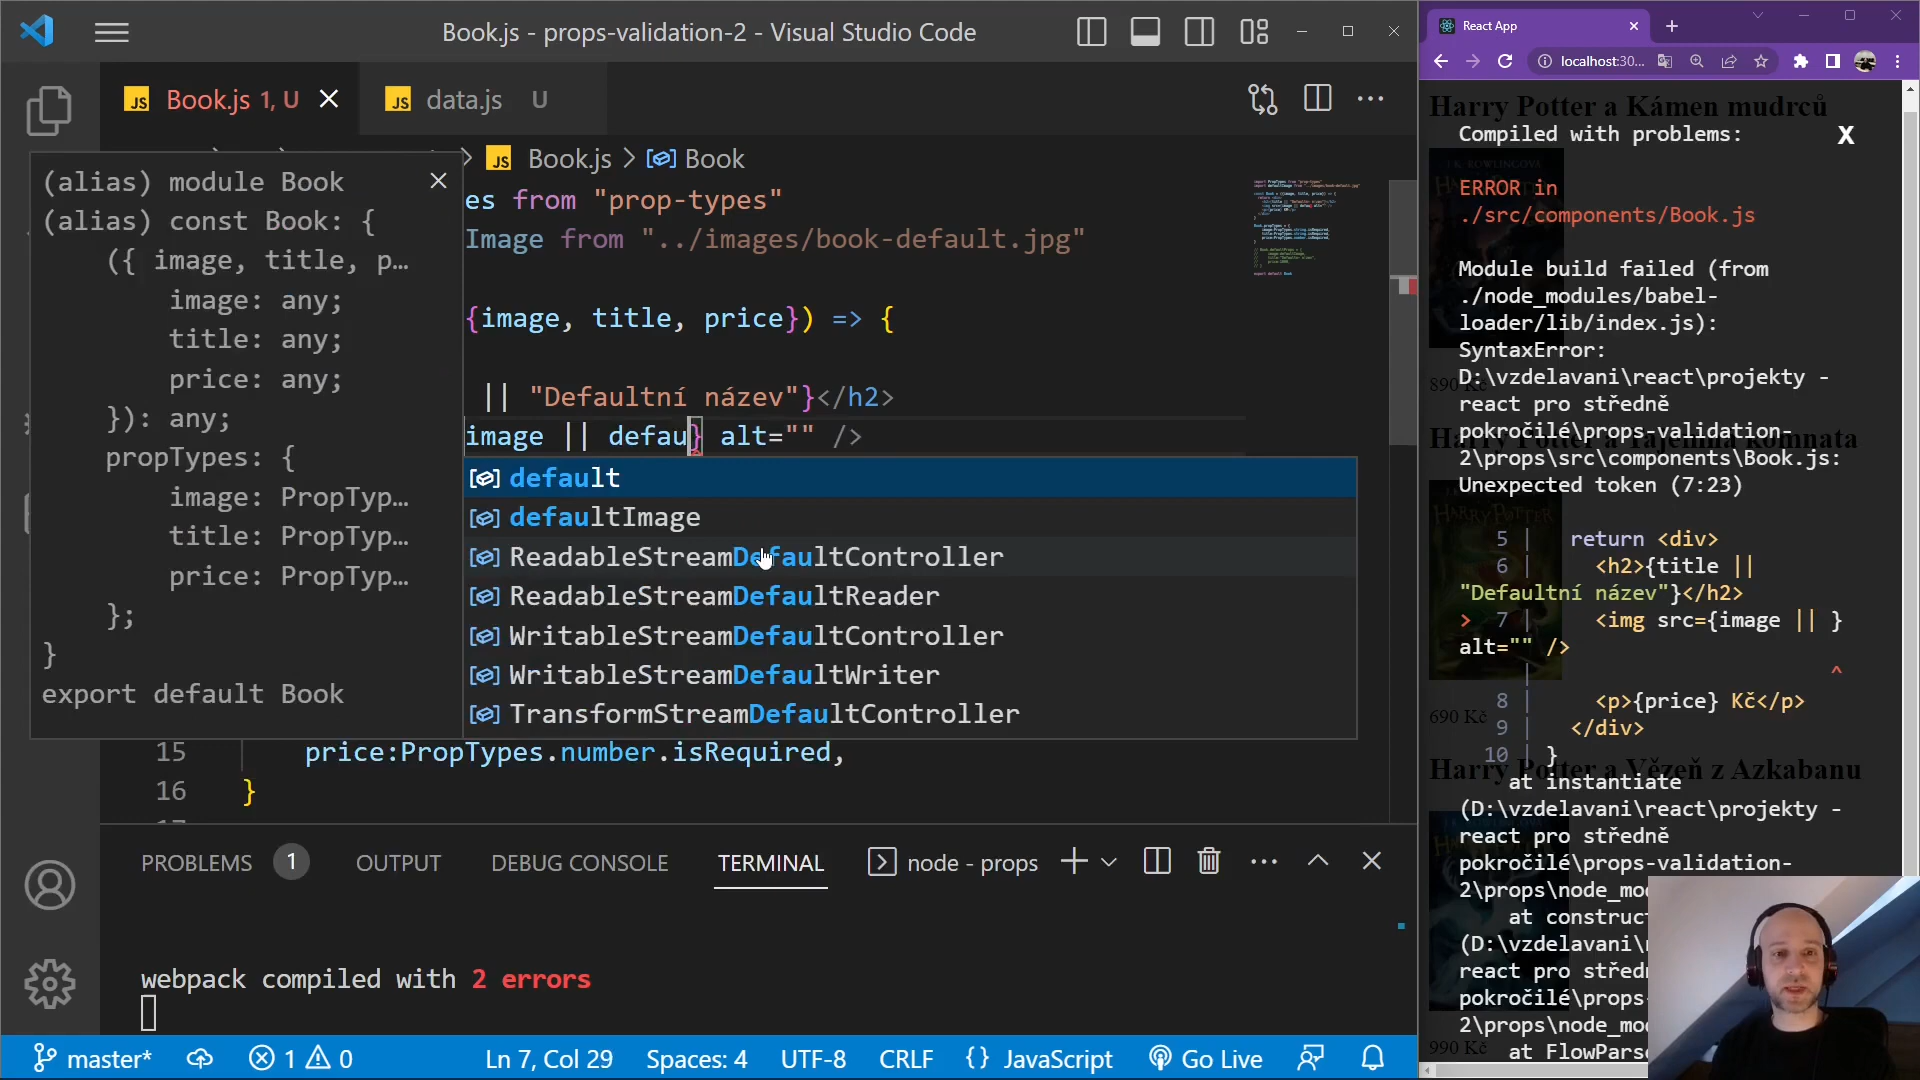 Book.js - props-validation-2 - Visual Studio Code
JS Book.js 1, U
JS data.js U
JS Book.js > Book
(alias) module Book
(alias) const Book: {
({ image, title, p…
image: any;
title: any;
price: any;
}): any;
propTypes: {
image: PropTyp…
title: PropTyp…
price: PropTyp…
};
}
export default Book
es from "prop-types"
Image from "../images/book-default.jpg"
{image, title, price}) => {
|| "Defaultní název"}</h2>
image || defau} alt="" />
default
defaultImage
ReadableStreamDefaultController
ReadableStreamDefaultReader
WritableStreamDefaultController
WritableStreamDefaultWriter
TransformStreamDefaultController
15 price:PropTypes.number.isRequired,
16 }
PROBLEMS 1 OUTPUT DEBUG CONSOLE TERMINAL node - props
webpack compiled with 2 errors
master* 1 0 Ln 7, Col 29 Spaces: 4 UTF-8 CRLF {} JavaScript Go Live
React App
localhost:30...
Harry Potter a Kámen mudrců
Compiled with problems: X
ERROR in
./src/components/Book.js
Module build failed (from
./node_modules/babel-
loader/lib/index.js):
SyntaxError:
D:\vzdelavani\react\projekty -
890 Kč
react pro středně
pokročilé\props-validation-
Harry Potter a Tajemná komnata
2\props\src\components\Book.js:
Unexpected token (7:23)
5 | return <div>
6 | <h2>{title ||
"Defaultní název"}</h2>
> 7 | <img src={image || }
alt="" />
| ^
8 | <p>{price} Kč</p>
690 Kč
9 | </div>
10 | }
Harry Potter a Vězeň z Azkabanu
at instantiate
(D:\vzdelavani\react\projekty -
react pro středně
pokročilé\props-validation-
2\props\node_mo
at construct
(D:\vzdelavani\
react pro středn
pokročilé\props-
2\props\node_mo
990 Kč
at FlowPars